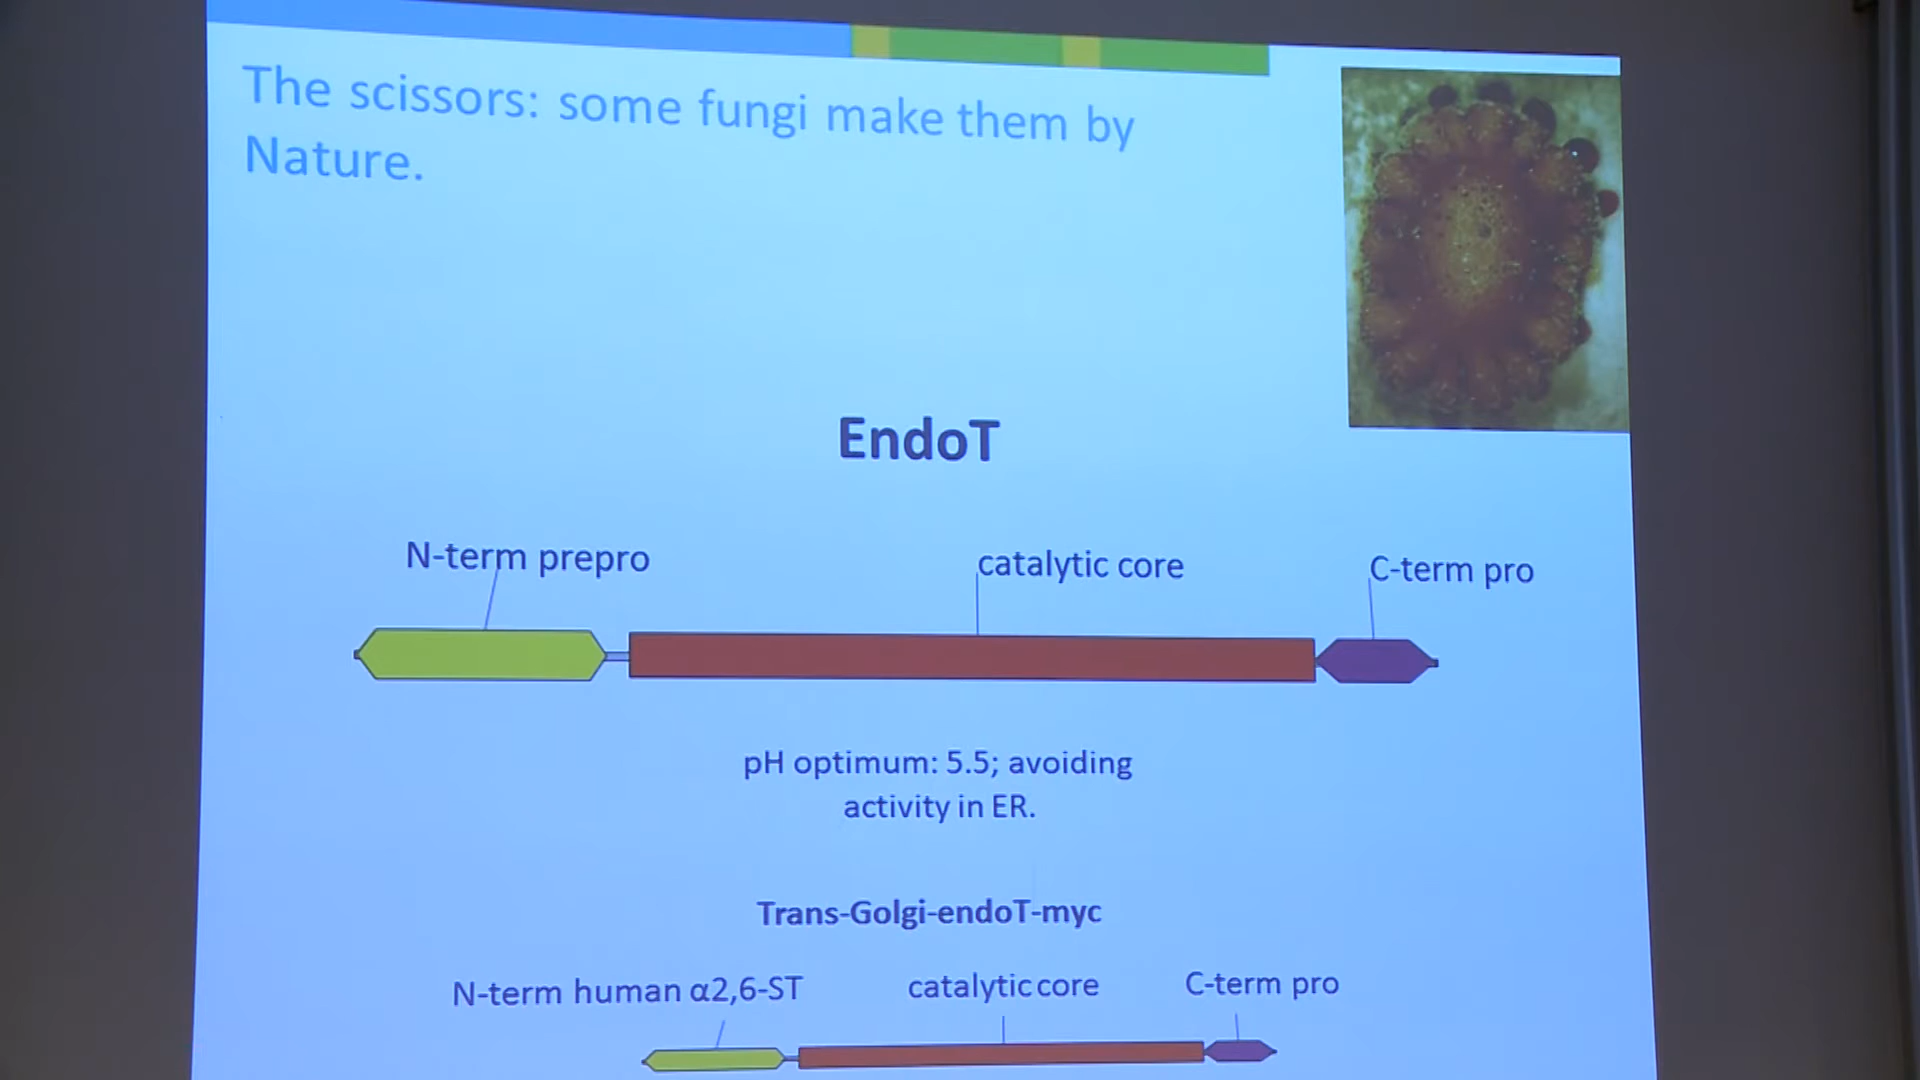 The scissors: some fungi make them by
Nature.
EndoT
N-term prepro
catalytic core
C-term pro
pH optimum: 5.5; avoiding
activity in ER.
Trans-Golgi-endoT-myc
N-term human α2,6-ST
catalytic core
C-term pro